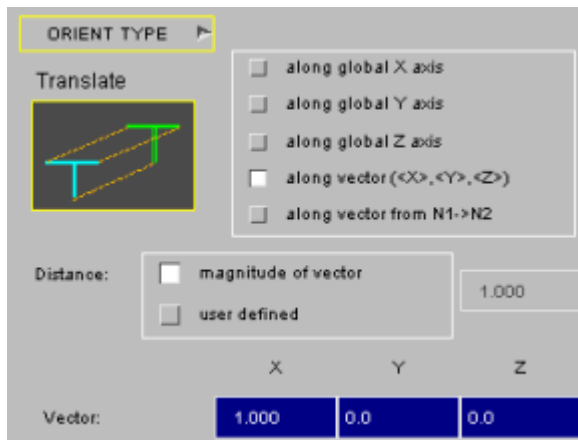 ORIENT TYPE
Translate
along global X axis
along global Y axis
along global Z axis
along vector (<X>,<Y>,<Z>)
along vector from N1->N2
Distance:
magnitude of vector
user defined
1.000
X Y Z
Vector: 1.000 0.0 0.0